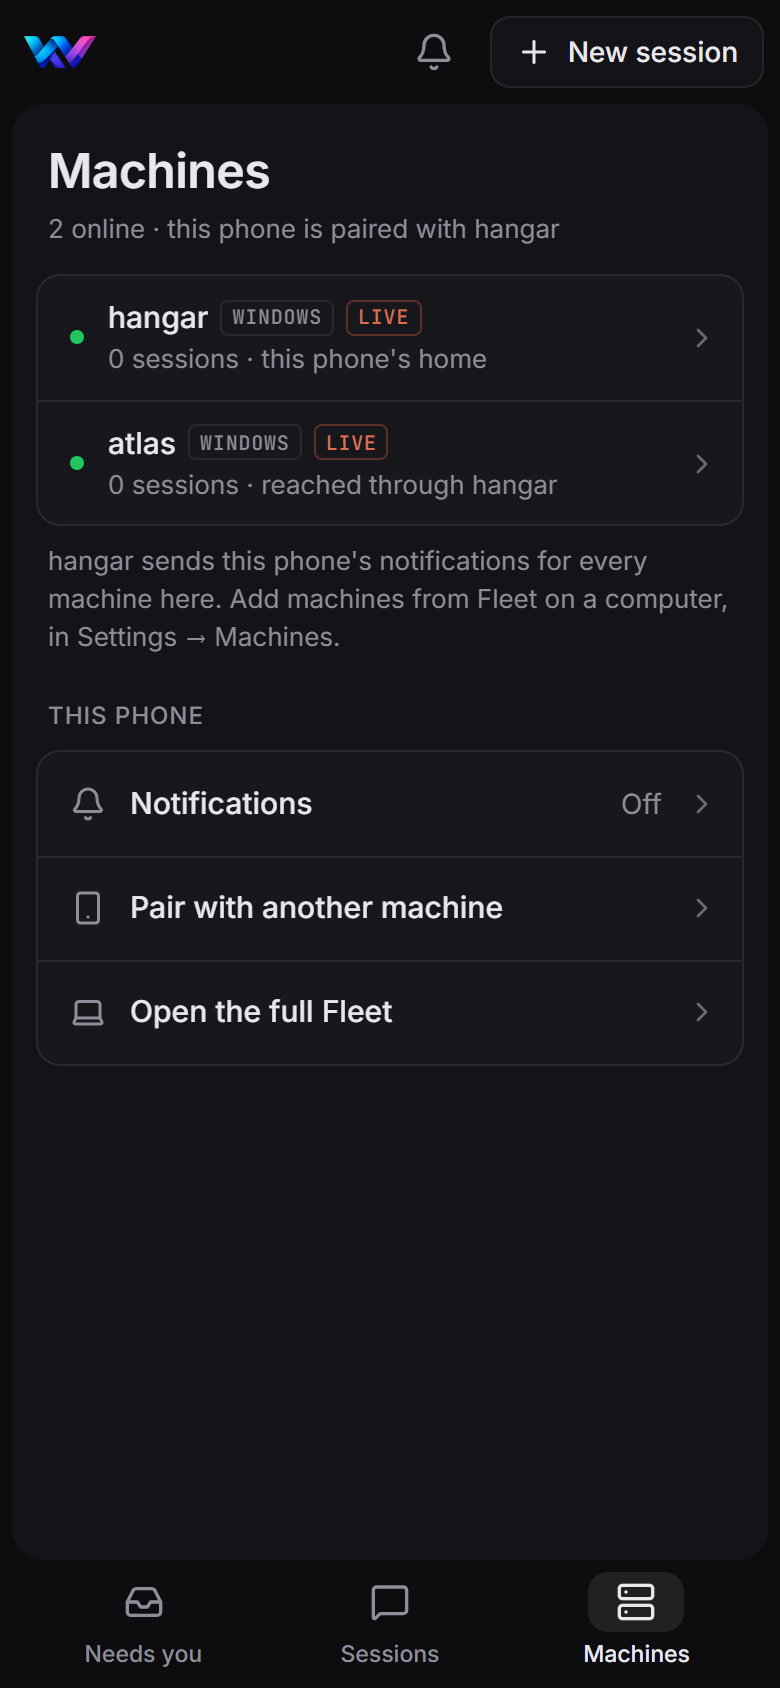 New session
Machines
2 online · this phone is paired with hangar
hangar WINDOWS LIVE
0 sessions · this phone's home
atlas WINDOWS LIVE
0 sessions · reached through hangar
hangar sends this phone's notifications for every
machine here. Add machines from Fleet on a computer,
in Settings → Machines.
THIS PHONE
Notifications Off
Pair with another machine
Open the full Fleet
Needs you Sessions Machines